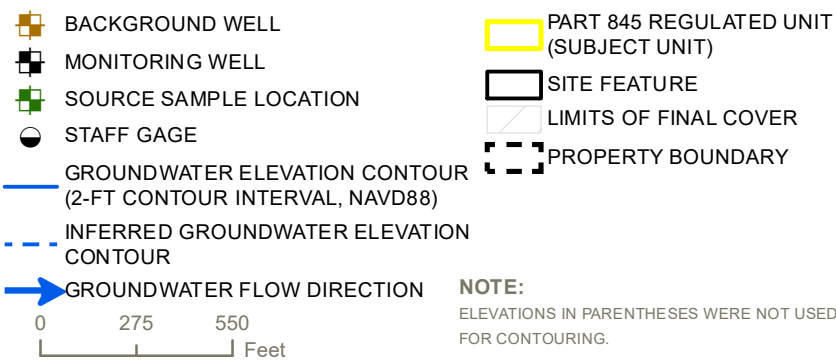 BACKGROUND WELL
MONITORING WELL
SOURCE SAMPLE LOCATION
STAFF GAGE
GROUNDWATER ELEVATION CONTOUR
(2-FT CONTOUR INTERVAL, NAVD88)
INFERRED GROUNDWATER ELEVATION
CONTOUR
GROUNDWATER FLOW DIRECTION
0 275 550
Feet
PART 845 REGULATED UNIT
(SUBJECT UNIT)
SITE FEATURE
LIMITS OF FINAL COVER
PROPERTY BOUNDARY
NOTE:
ELEVATIONS IN PARENTHESES WERE NOT USED
FOR CONTOURING.